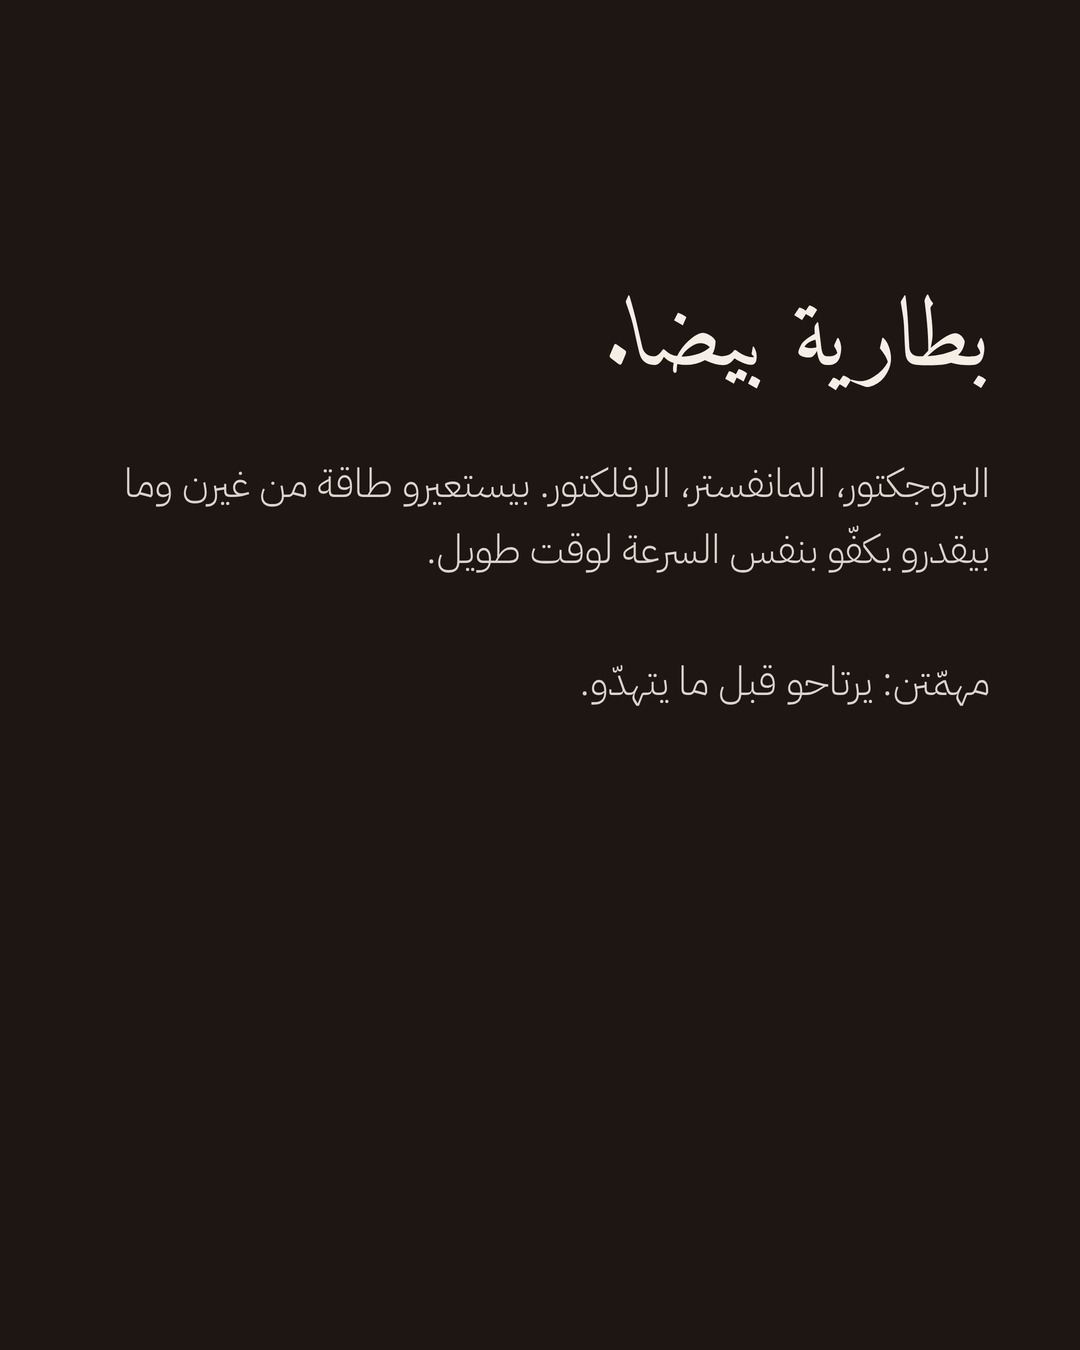 بطارية بيضا.
البروجكتور، المانفستر، الرفلكتور. بيستعيرو طاقة من غيرن وما
بيقدرو يكفّو بنفس السرعة لوقت طويل.
مهمّتن: يرتاحو قبل ما يتهدّو.